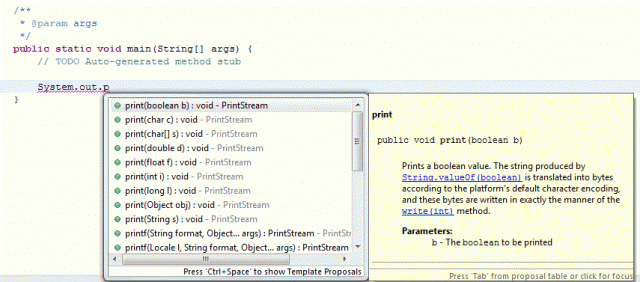 /**
 * @param args
 */
public static void main(String[] args) {
// TODO Auto-generated method stub
System.out.p
}
print(boolean b) : void - PrintStream
print(char c) : void - PrintStream
print(char[] s) : void - PrintStream
print(double d) : void - PrintStream
print(float f) : void - PrintStream
print(int i) : void - PrintStream
print(long l) : void - PrintStream
print(Object obj) : void - PrintStream
print(String s) : void - PrintStream
printf(String format, Object... args) : PrintStream - PrintStream
printf(Locale l, String format, Object... args) : PrintStream
Press 'Ctrl+Space' to show Template Proposals
print
public void print(boolean b)
Prints a boolean value. The string produced by
String.valueOf(boolean) is translated into bytes
according to the platform's default character encoding,
and these bytes are written in exactly the manner of the
write(int) method.
Parameters:
b - The boolean to be printed
Press 'Tab' from proposal table or click for focus